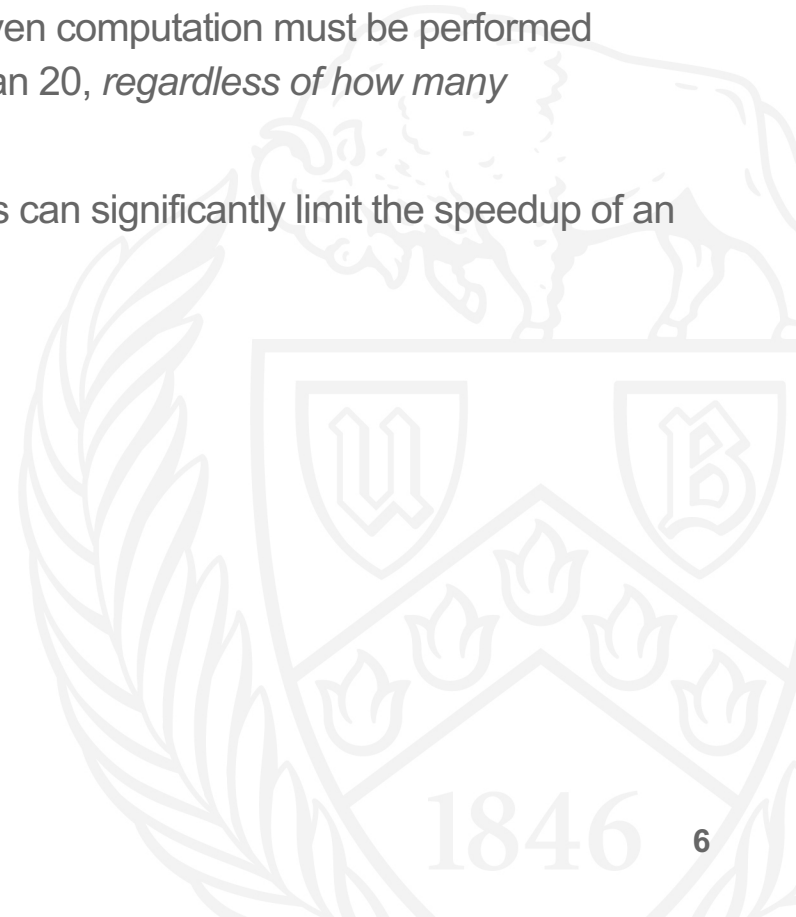 ven computation must be performed
an 20, regardless of how many
s can significantly limit the speedup of an
U B
1846
6